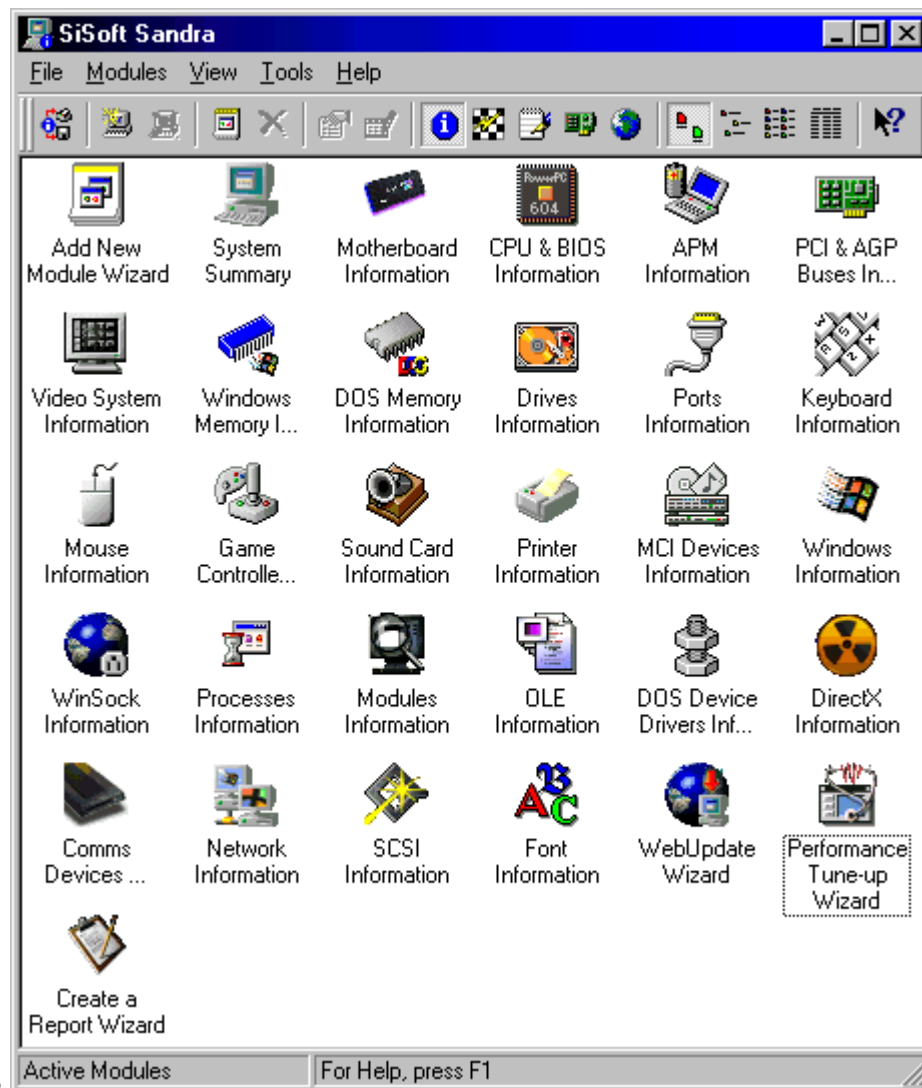 SiSoft Sandra
File Modules View Tools Help
Add New
Module Wizard
System
Summary
Motherboard
Information
PowerPC
604
CPU & BIOS
Information
APM
Information
PCI & AGP
Buses In...
Video System
Information
Windows
Memory I...
DOS Memory
Information
Drives
Information
Ports
Information
Keyboard
Information
Mouse
Information
Game
Controlle...
Sound Card
Information
Printer
Information
MCI Devices
Information
Windows
Information
WinSock
Information
Processes
Information
Modules
Information
OLE
Information
DOS Device
Drivers Inf...
DirectX
Information
Comms
Devices ...
Network
Information
SCSI
Information
ABC
Font
Information
WebUpdate
Wizard
Performance
Tune-up
Wizard
Create a
Report Wizard
Active Modules
For Help, press F1